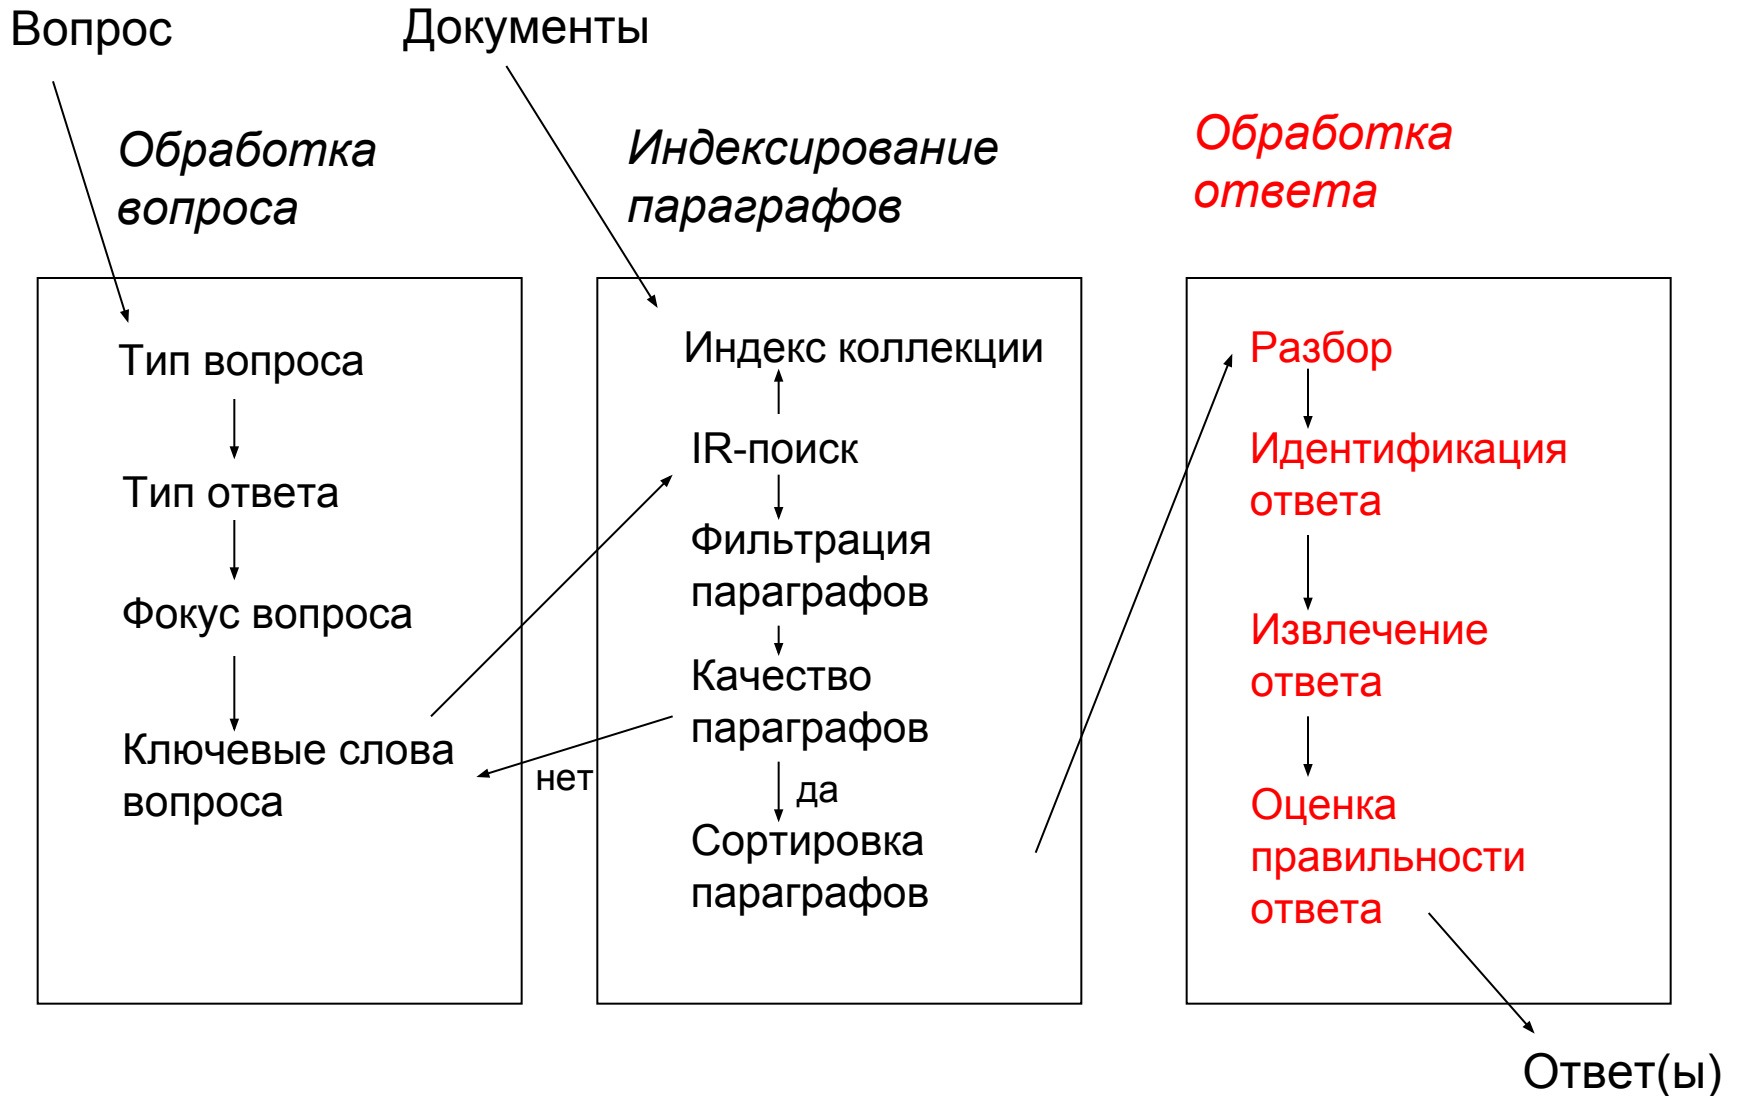 Вопрос
Документы
Обработка
вопроса
Тип вопроса
Тип ответа
Фокус вопроса
Ключевые слова
вопроса
нет
Индексирование
параграфов
Индекс коллекции
IR-поиск
Фильтрация
параграфов
Качество
параграфов
да
Сортировка
параграфов
Обработка
ответа
Разбор
Идентификация
ответа
Извлечение
ответа
Оценка
правильности
ответа
Ответ(ы)